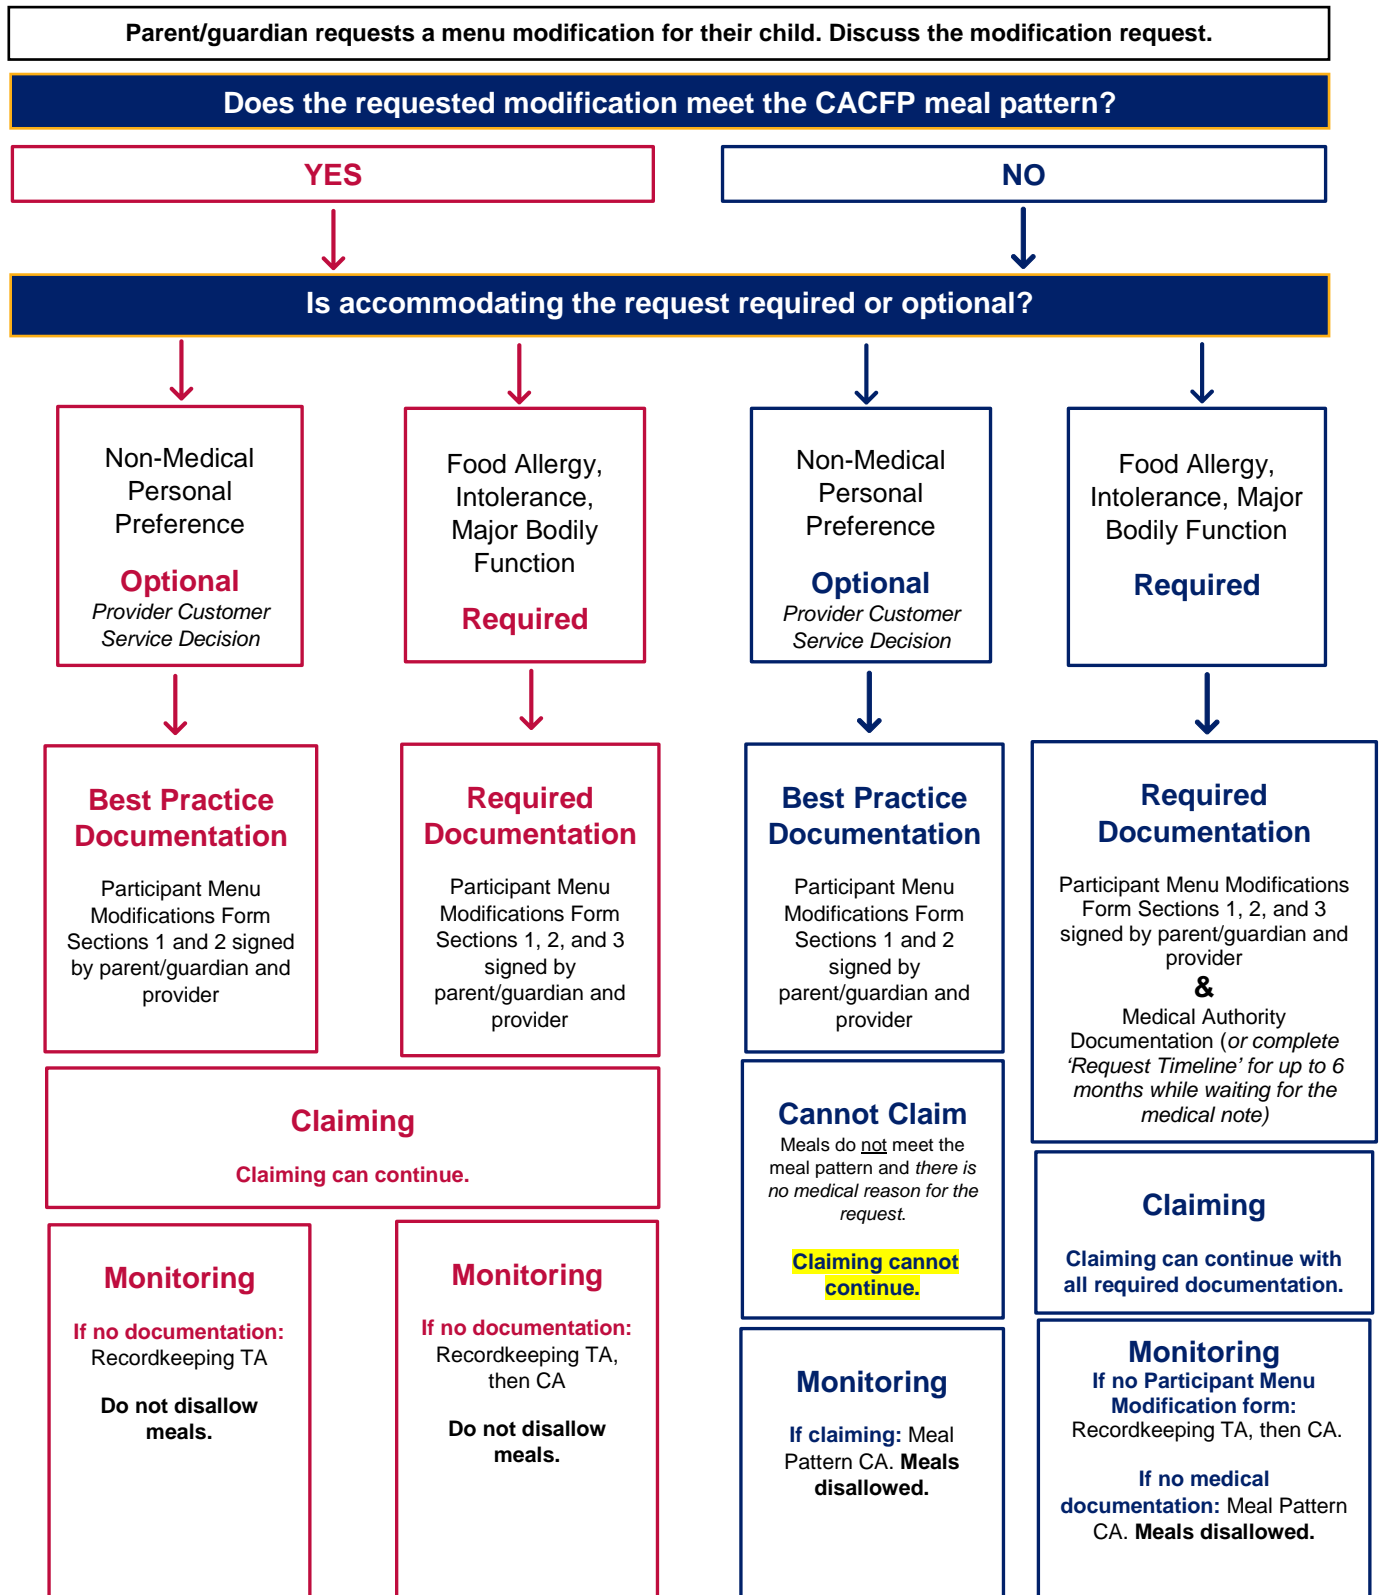 Parent/guardian requests a menu modification for their child. Discuss the modification request.
Does the requested modification meet the CACFP meal pattern?
YES
NO
Is accommodating the request required or optional?
Non-Medical
Personal
Preference
Optional
Provider Customer
Service Decision
Food Allergy,
Intolerance,
Major Bodily
Function
Required
Non-Medical
Personal
Preference
Optional
Provider Customer
Service Decision
Food Allergy,
Intolerance, Major
Bodily Function
Required
Best Practice
Documentation
Participant Menu
Modifications Form
Sections 1 and 2 signed
by parent/guardian and
provider
Required
Documentation
Participant Menu
Modifications Form
Sections 1, 2, and 3
signed by
parent/guardian and
provider
Best Practice
Documentation
Participant Menu
Modifications Form
Sections 1 and 2
signed by
parent/guardian and
provider
Required
Documentation
Participant Menu Modifications
Form Sections 1, 2, and 3
signed by parent/guardian and
provider
&
Medical Authority
Documentation (or complete
‘Request Timeline’ for up to 6
months while waiting for the
medical note)
Claiming
Claiming can continue.
Cannot Claim
Meals do not meet the
meal pattern and there is
no medical reason for the
request.
Claiming cannot
continue.
Claiming
Claiming can continue with
all required documentation.
Monitoring
If no documentation:
Recordkeeping TA
Do not disallow
meals.
Monitoring
If no documentation:
Recordkeeping TA,
then CA
Do not disallow
meals.
Monitoring
If claiming: Meal
Pattern CA. Meals
disallowed.
Monitoring
If no Participant Menu
Modification form:
Recordkeeping TA, then CA.
If no medical
documentation: Meal Pattern
CA. Meals disallowed.